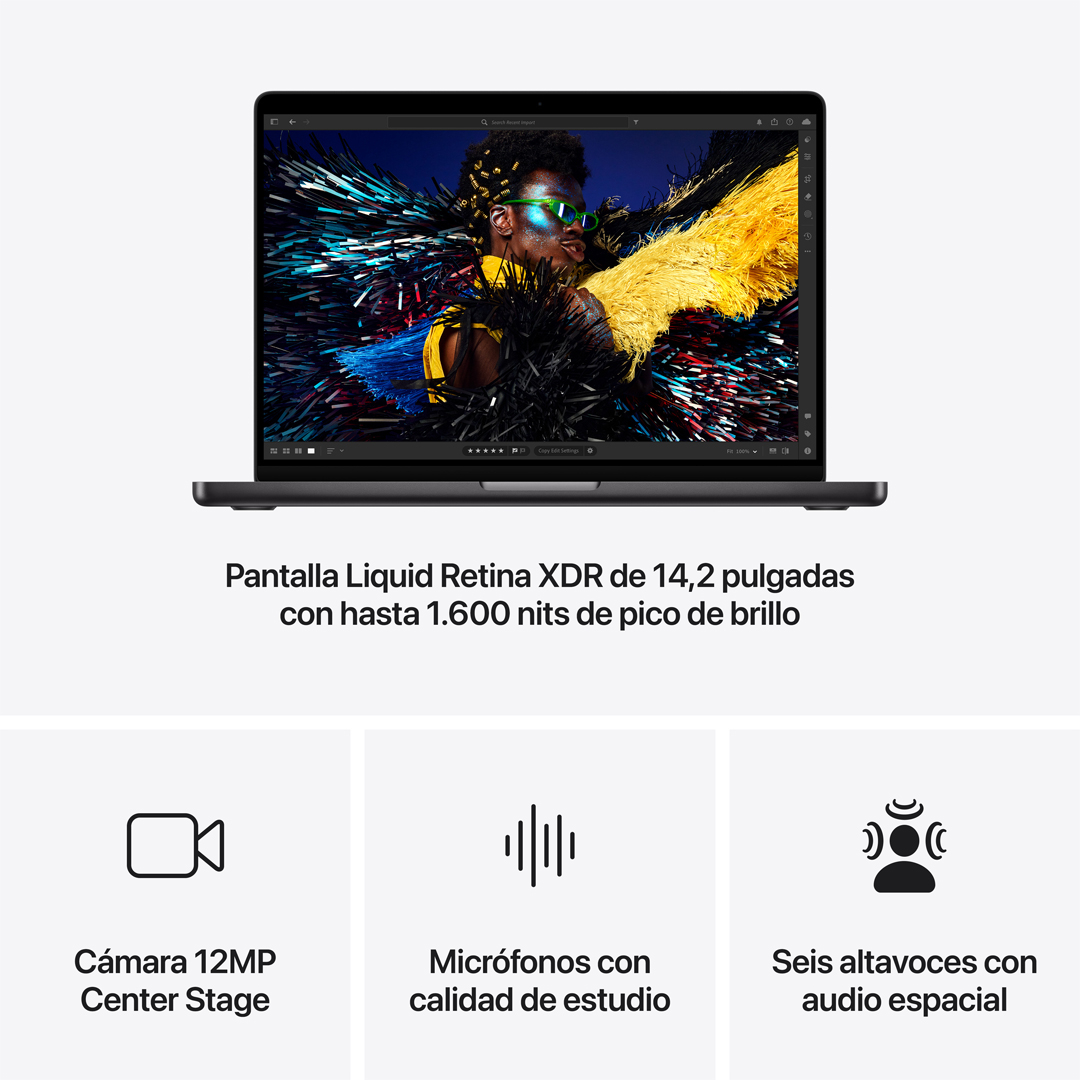 Search Recent Import
★★★★★
Copy Edit Settings
Fit 100%
Pantalla Liquid Retina XDR de 14,2 pulgadas
con hasta 1.600 nits de pico de brillo
Cámara 12MP
Center Stage
Micrófonos con
calidad de estudio
Seis altavoces con
audio espacial